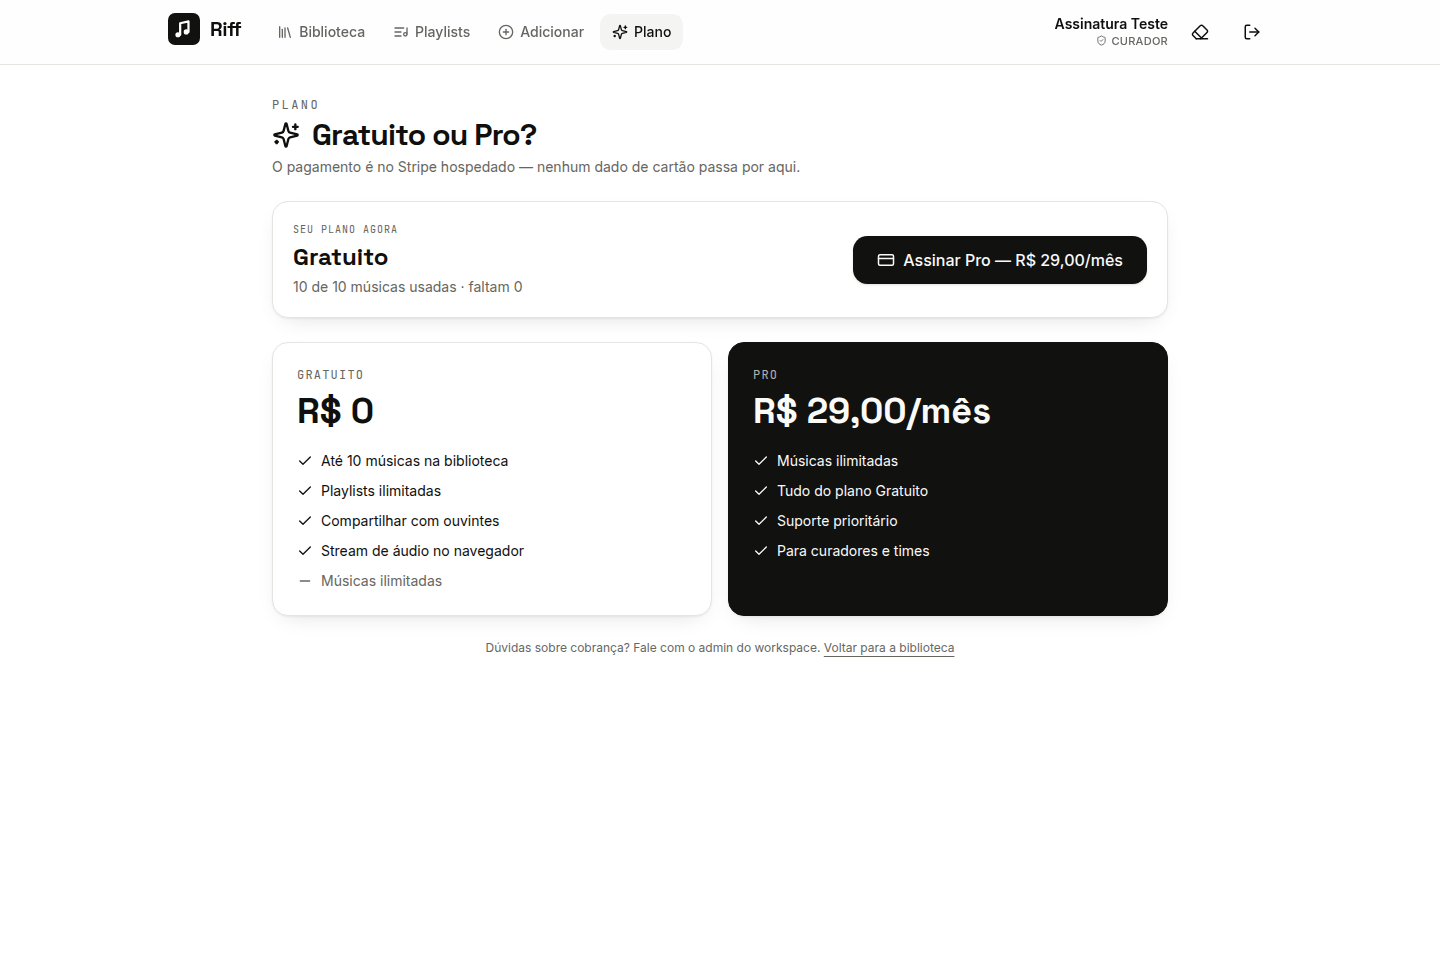 Riff
Biblioteca
Playlists
Adicionar
Plano
Assinatura Teste
CURADOR
PLANO
Gratuito ou Pro?
O pagamento é no Stripe hospedado — nenhum dado de cartão passa por aqui.
SEU PLANO AGORA
Gratuito
10 de 10 músicas usadas · faltam 0
Assinar Pro — R$ 29,00/mês
GRATUITO
R$ 0
Até 10 músicas na biblioteca
Playlists ilimitadas
Compartilhar com ouvintes
Stream de áudio no navegador
Músicas ilimitadas
PRO
R$ 29,00/mês
Músicas ilimitadas
Tudo do plano Gratuito
Suporte prioritário
Para curadores e times
Dúvidas sobre cobrança? Fale com o admin do workspace. Voltar para a biblioteca